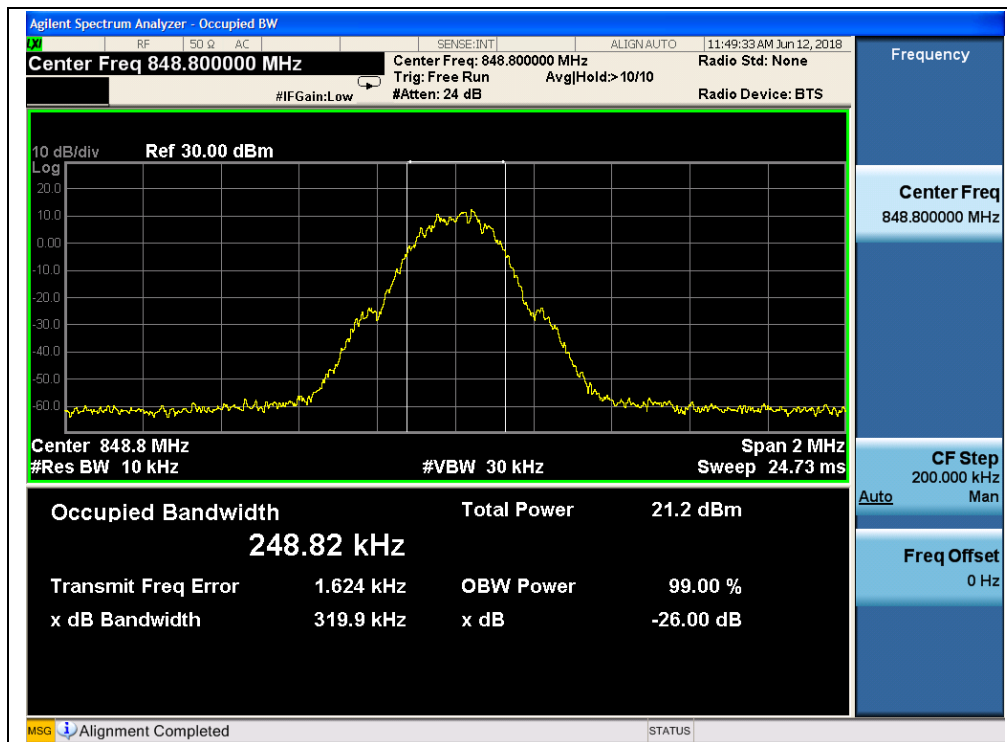 Agilent Spectrum Analyzer - Occupied BW
LXI RF 50 Ω AC SENSE:INT ALIGN AUTO 11:49:33 AM Jun 12, 2018
Center Freq 848.800000 MHz
Center Freq: 848.800000 MHz
Radio Std: None
Trig: Free Run Avg|Hold:>10/10
#IFGain:Low #Atten: 24 dB Radio Device: BTS
10 dB/div Ref 30.00 dBm
Log
20.0
10.0
0.00
-10.0
-20.0
-30.0
-40.0
-50.0
-60.0
Center 848.8 MHz Span 2 MHz
#Res BW 10 kHz #VBW 30 kHz Sweep 24.73 ms
Occupied Bandwidth Total Power 21.2 dBm
248.82 kHz
Transmit Freq Error 1.624 kHz OBW Power 99.00 %
x dB Bandwidth 319.9 kHz x dB -26.00 dB
Frequency
Center Freq
848.800000 MHz
CF Step
200.000 kHz
Auto Man
Freq Offset
0 Hz
MSG Alignment Completed STATUS